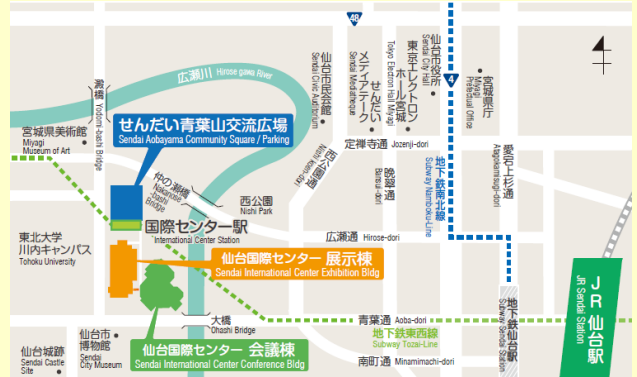 48
広瀬川 Hirose gawa River
澱橋
Yodomi-bashi Bridge
仙台市民会館
Sendai Civic Auditorium
せんだい
メディアテーク
Sendai Mediatheque
東京エレクトロン
ホール宮城
Tokyo Electron Hall Miyagi
仙台市役所
Sendai City Hall
4
宮城県庁
Miyagi
Prefectual Office
せんだい青葉山交流広場
Sendai Aobayama Community Square / Parking
宮城県美術館
Miyagi
Museum of Art
定禅寺通 Jozenji-dori
西公園通
Nishi koen-dori
晩翠通
Bansui-dori
地下鉄南北線
Subway Namboku-Line
愛宕上杉通
Atagokamisugi-dori
仲の瀬橋
Nakanose
-bashi
Bridge
西公園
Nishi Park
国際センター駅
International Center Station
広瀬通 Hirose-dori
東北大学
川内キャンパス
Tohoku University
仙台国際センター 展示棟
Sendai International Center Exhibition Bldg
JR仙台駅
JR Sendai Station
地下鉄仙台駅
Subway Sendai Station
大橋
Ohashi Bridge
青葉通 Aoba-dori
地下鉄東西線
Subway Tozai-Line
仙台市
博物館
Sendai
City Museum
仙台城跡
Sendai Castle
Site
仙台国際センター 会議棟
Sendai International Center Conference Bldg
南町通 Minamimachi-dori